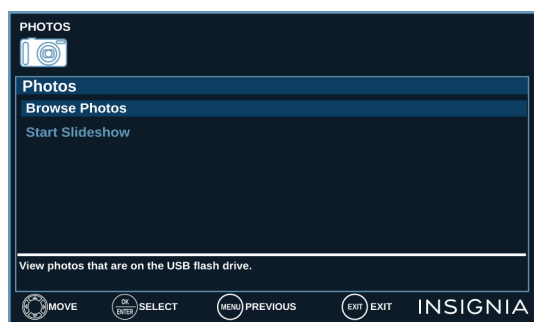 PHOTOS
Photos
Browse Photos
Start Slideshow
View photos that are on the USB flash drive.
MOVE OK ENTER SELECT MENU PREVIOUS EXIT EXIT INSIGNIA